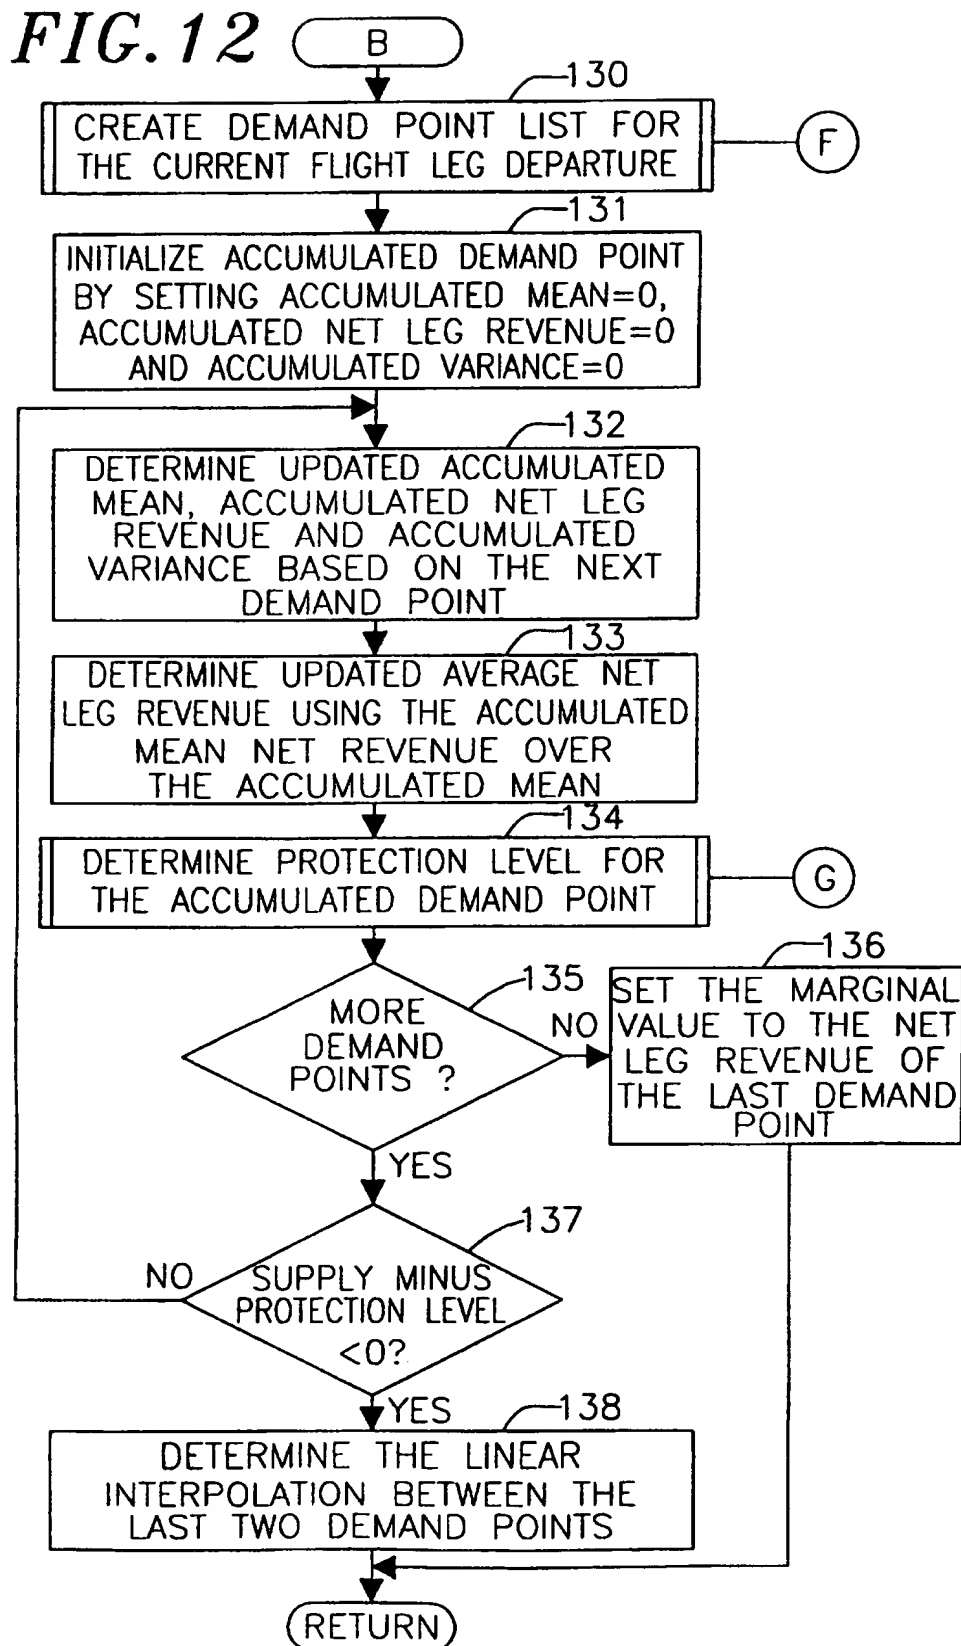 FIG.12
B
130
CREATE DEMAND POINT LIST FOR
THE CURRENT FLIGHT LEG DEPARTURE
F
131
INITIALIZE ACCUMULATED DEMAND POINT
BY SETTING ACCUMULATED MEAN=0,
ACCUMULATED NET LEG REVENUE=0
AND ACCUMULATED VARIANCE=0
132
DETERMINE UPDATED ACCUMULATED
MEAN, ACCUMULATED NET LEG
REVENUE AND ACCUMULATED
VARIANCE BASED ON THE NEXT
DEMAND POINT
133
DETERMINE UPDATED AVERAGE NET
LEG REVENUE USING THE ACCUMULATED
MEAN NET REVENUE OVER
THE ACCUMULATED MEAN
134
DETERMINE PROTECTION LEVEL FOR
THE ACCUMULATED DEMAND POINT
G
135
MORE
DEMAND
POINTS ?
NO
136
SET THE MARGINAL
VALUE TO THE NET
LEG REVENUE OF
THE LAST DEMAND
POINT
YES
137
SUPPLY MINUS
PROTECTION LEVEL
<0?
NO
YES
138
DETERMINE THE LINEAR
INTERPOLATION BETWEEN THE
LAST TWO DEMAND POINTS
RETURN